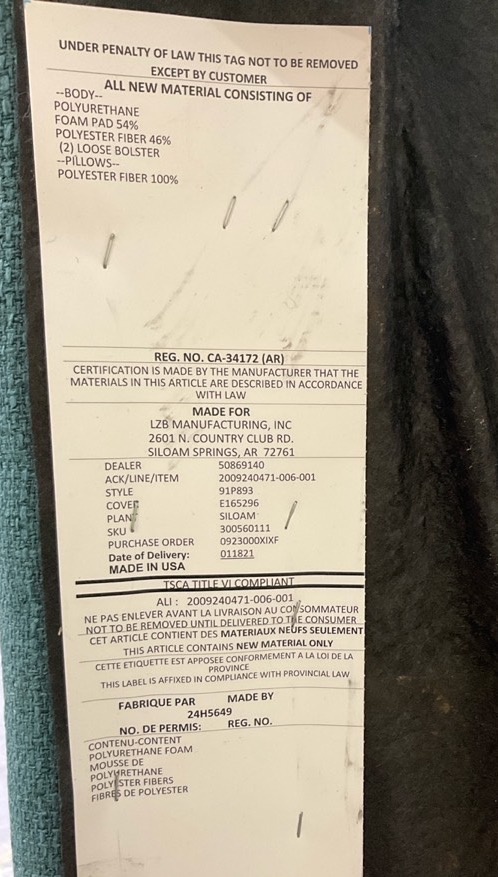 UNDER PENALTY OF LAW THIS TAG NOT TO BE REMOVED
EXCEPT BY CUSTOMER
ALL NEW MATERIAL CONSISTING OF
--BODY--
POLYURETHANE
FOAM PAD 54%
POLYESTER FIBER 46%
(2) LOOSE BOLSTER
--PILLOWS--
POLYESTER FIBER 100%
REG. NO. CA-34172 (AR)
CERTIFICATION IS MADE BY THE MANUFACTURER THAT THE
MATERIALS IN THIS ARTICLE ARE DESCRIBED IN ACCORDANCE
WITH LAW
MADE FOR
LZB MANUFACTURING, INC
2601 N. COUNTRY CLUB RD.
SILOAM SPRINGS, AR 72761
DEALER 50869140
ACK/LINE/ITEM 2009240471-006-001
STYLE 91P893
COVER E165296
PLANT SILOAM
SKU 300560111
PURCHASE ORDER 0923000XIXF
Date of Delivery: 011821
MADE IN USA
TSCA TITLE VI COMPLIANT
ALI : 2009240471-006-001
NE PAS ENLEVER AVANT LA LIVRAISON AU CONSOMMATEUR
NOT TO BE REMOVED UNTIL DELIVERED TO THE CONSUMER
CET ARTICLE CONTIENT DES MATERIAUX NEUFS SEULEMENT
THIS ARTICLE CONTAINS NEW MATERIAL ONLY
CETTE ETIQUETTE EST APPOSEE CONFORMEMENT A LA LOI DE LA
PROVINCE
THIS LABEL IS AFFIXED IN COMPLIANCE WITH PROVINCIAL LAW
FABRIQUE PAR MADE BY
24H5649
NO. DE PERMIS: REG. NO.
CONTENU-CONTENT
POLYURETHANE FOAM
MOUSSE DE
POLYURETHANE
POLYESTER FIBERS
FIBRES DE POLYESTER